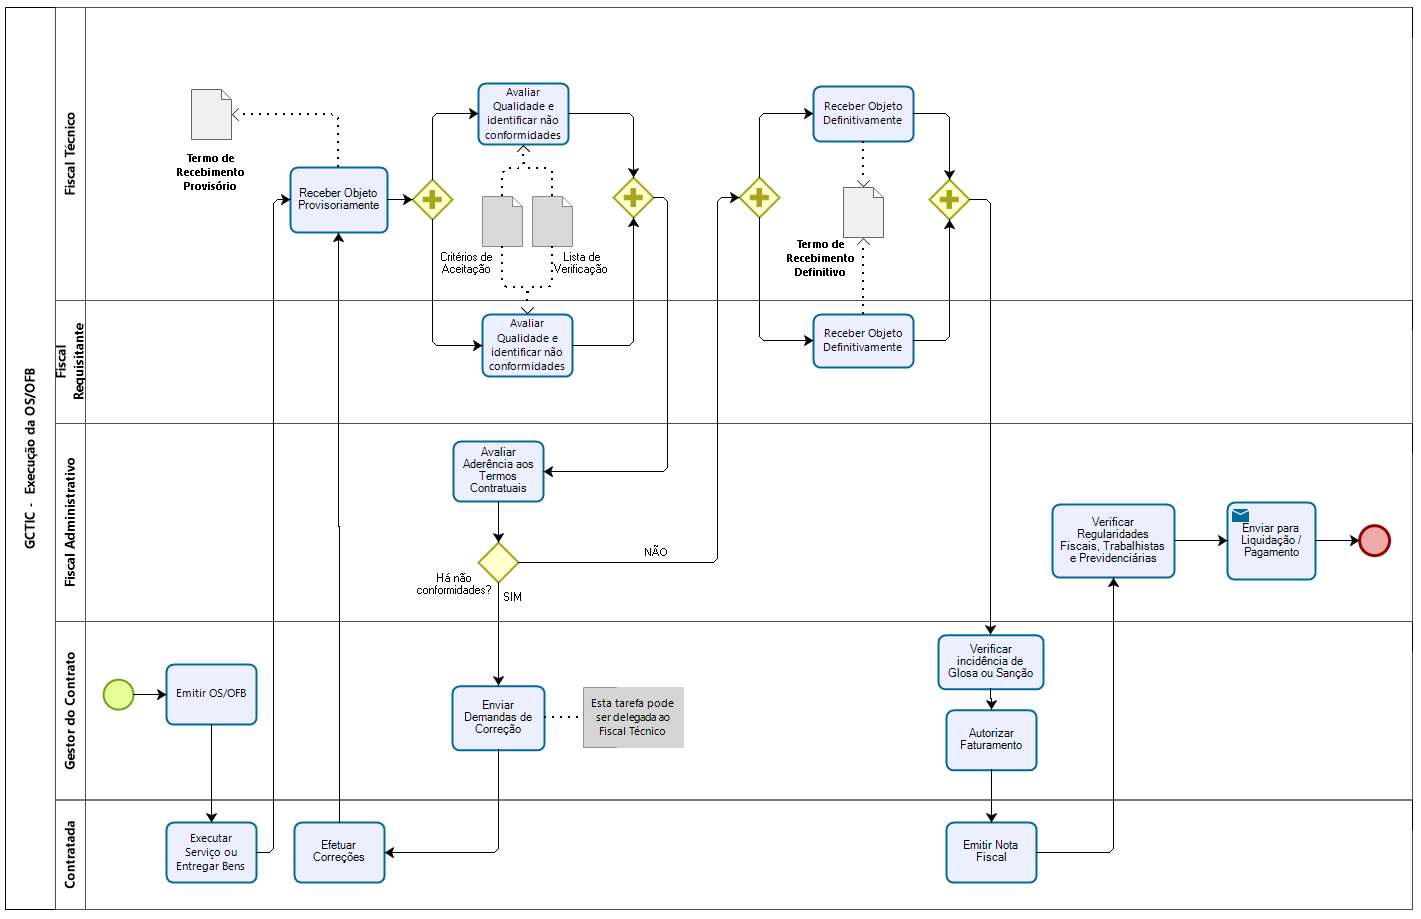 GCTIC - Execução da OS/OFB
Fiscal Técnico
Termo de
Recebimento
Provisório
Receber Objeto
Provisoriamente
Avaliar
Qualidade e
identificar não
conformidades
Critérios de
Aceitação
Lista de
Verificação
Receber Objeto
Definitivamente
Termo de
Recebimento
Definitivo
Fiscal
Requisitante
Avaliar
Qualidade e
identificar não
conformidades
Receber Objeto
Definitivamente
Fiscal Administrativo
Avaliar
Aderência aos
Termos
Contratuais
Há não
conformidades?
NÃO
SIM
Verificar
Regularidades
Fiscais, Trabalhistas
e Previdenciárias
Enviar para
Liquidação /
Pagamento
Gestor do Contrato
Emitir OS/OFB
Enviar
Demandas de
Correção
Esta tarefa pode
ser delegada ao
Fiscal Técnico
Verificar
incidência de
Glosa ou Sanção
Autorizar
Faturamento
Contratada
Executar
Serviço ou
Entregar Bens
Efetuar
Correções
Emitir Nota
Fiscal